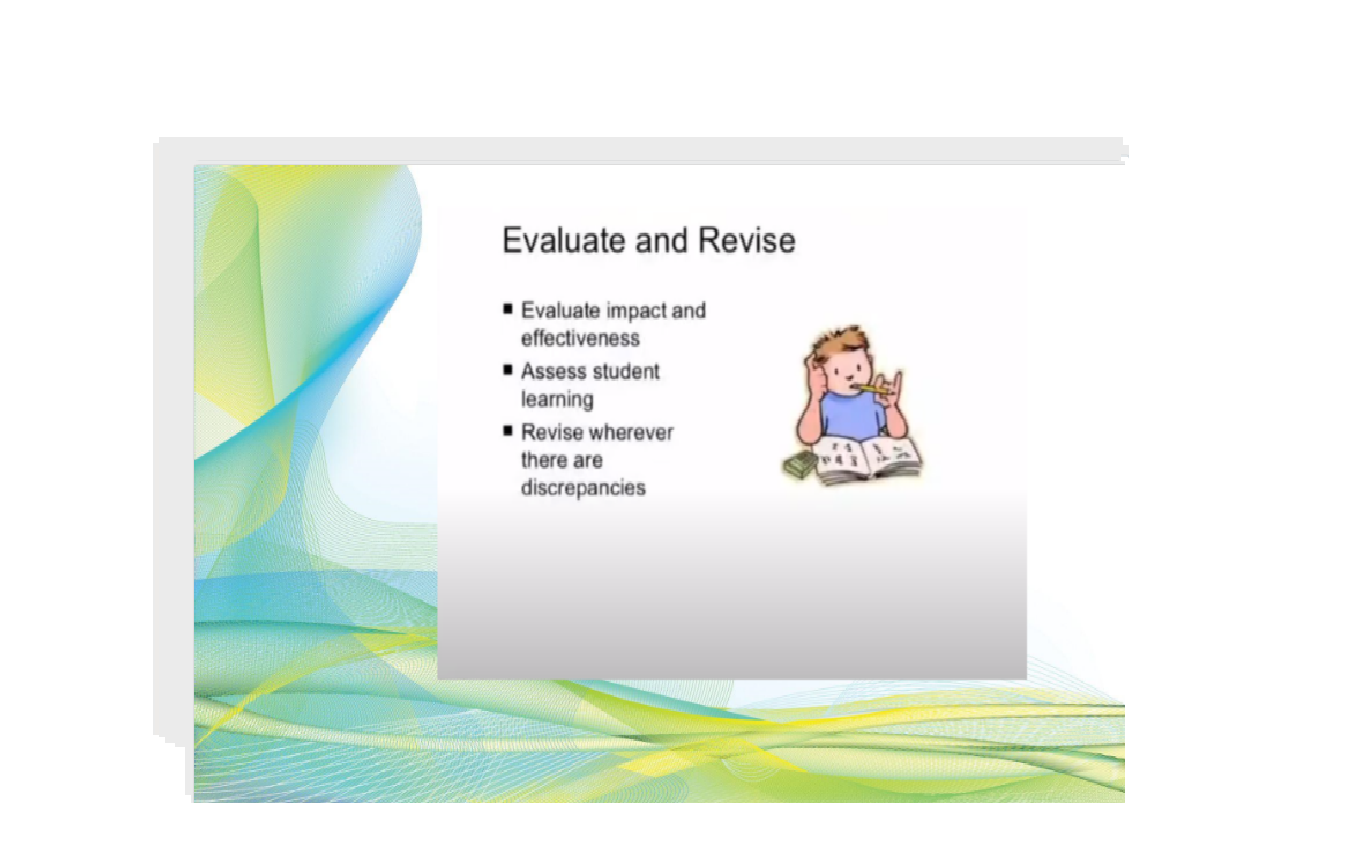 Evaluate and Revise
▪ Evaluate impact and
effectiveness
▪ Assess student
learning
▪ Revise wherever
there are
discrepancies